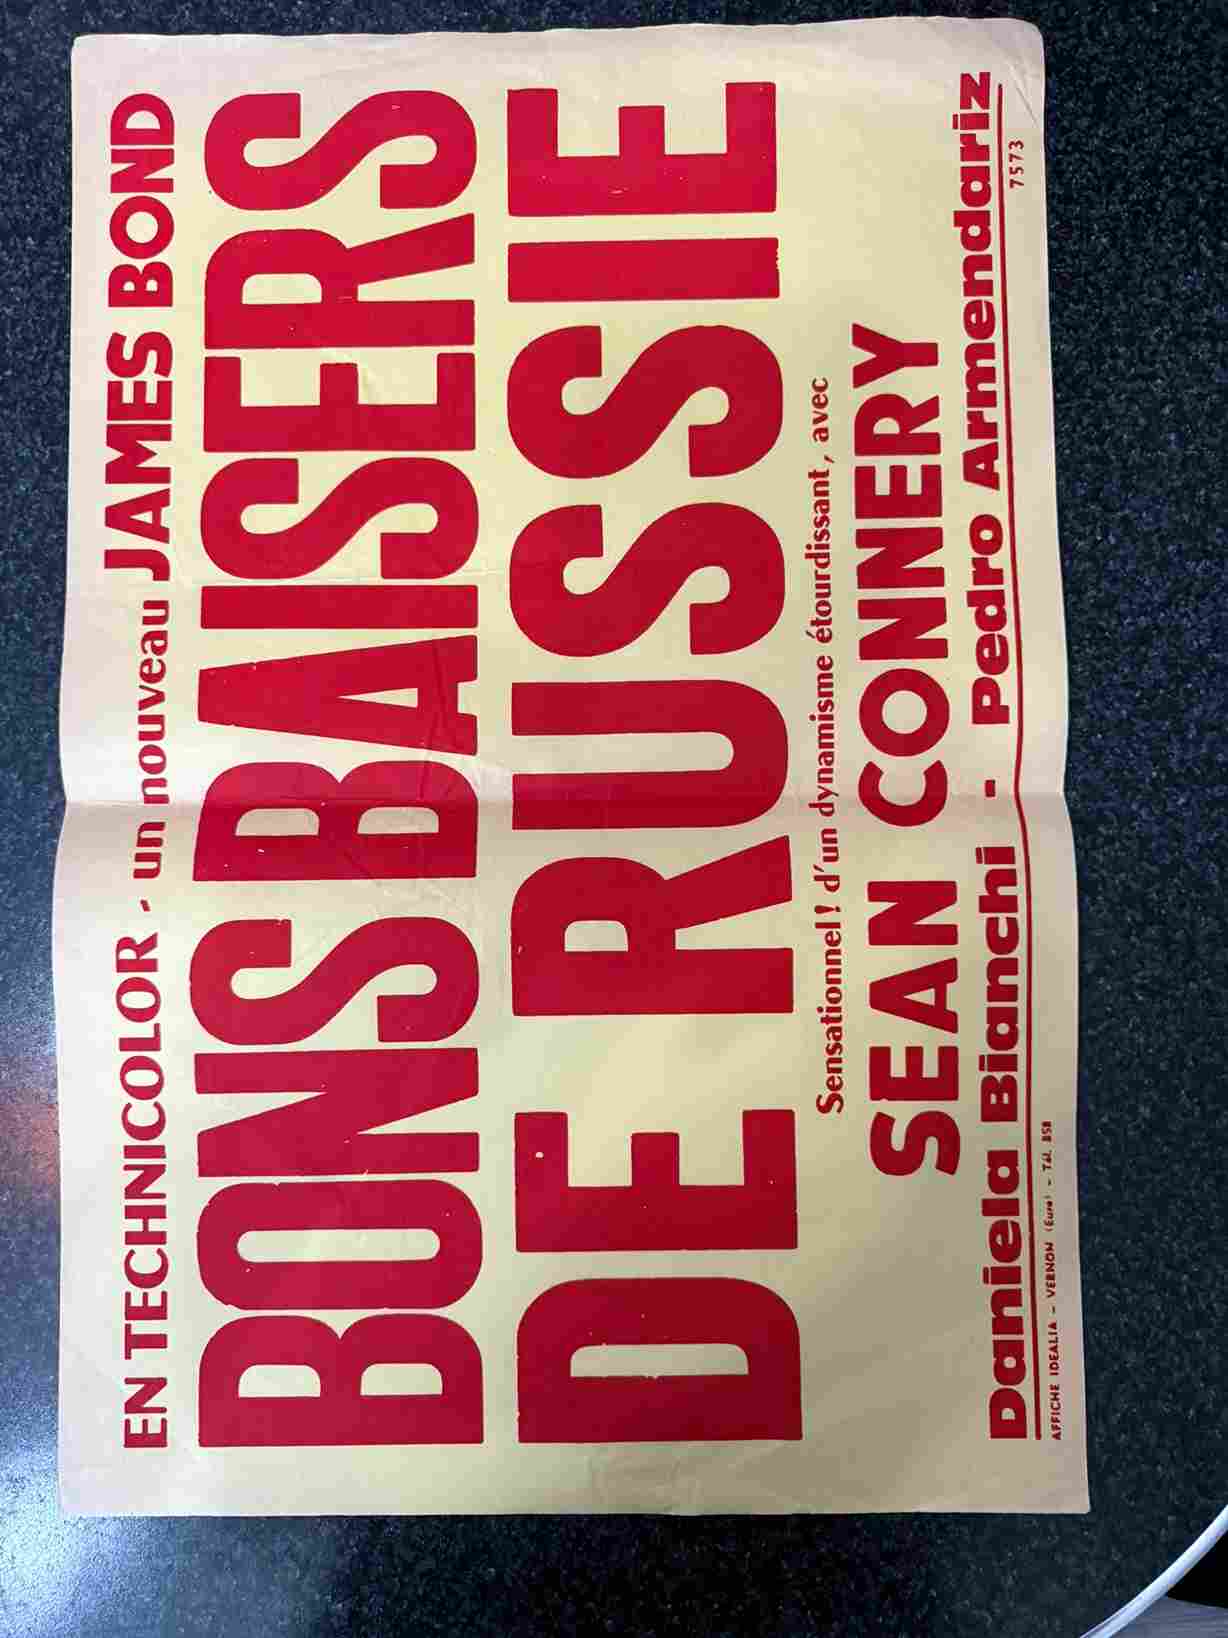 EN TECHNICOLOR - un nouveau JAMES BOND
BONS BAISERS
DE RUSSIE
Sensationnel! d'un dynamisme étourdissant, avec
SEAN CONNERY
Daniela Bianchi - Pedro Armendariz
AFFICHE IDEALIA - VERNON (Eure) - Tél. 858
7573